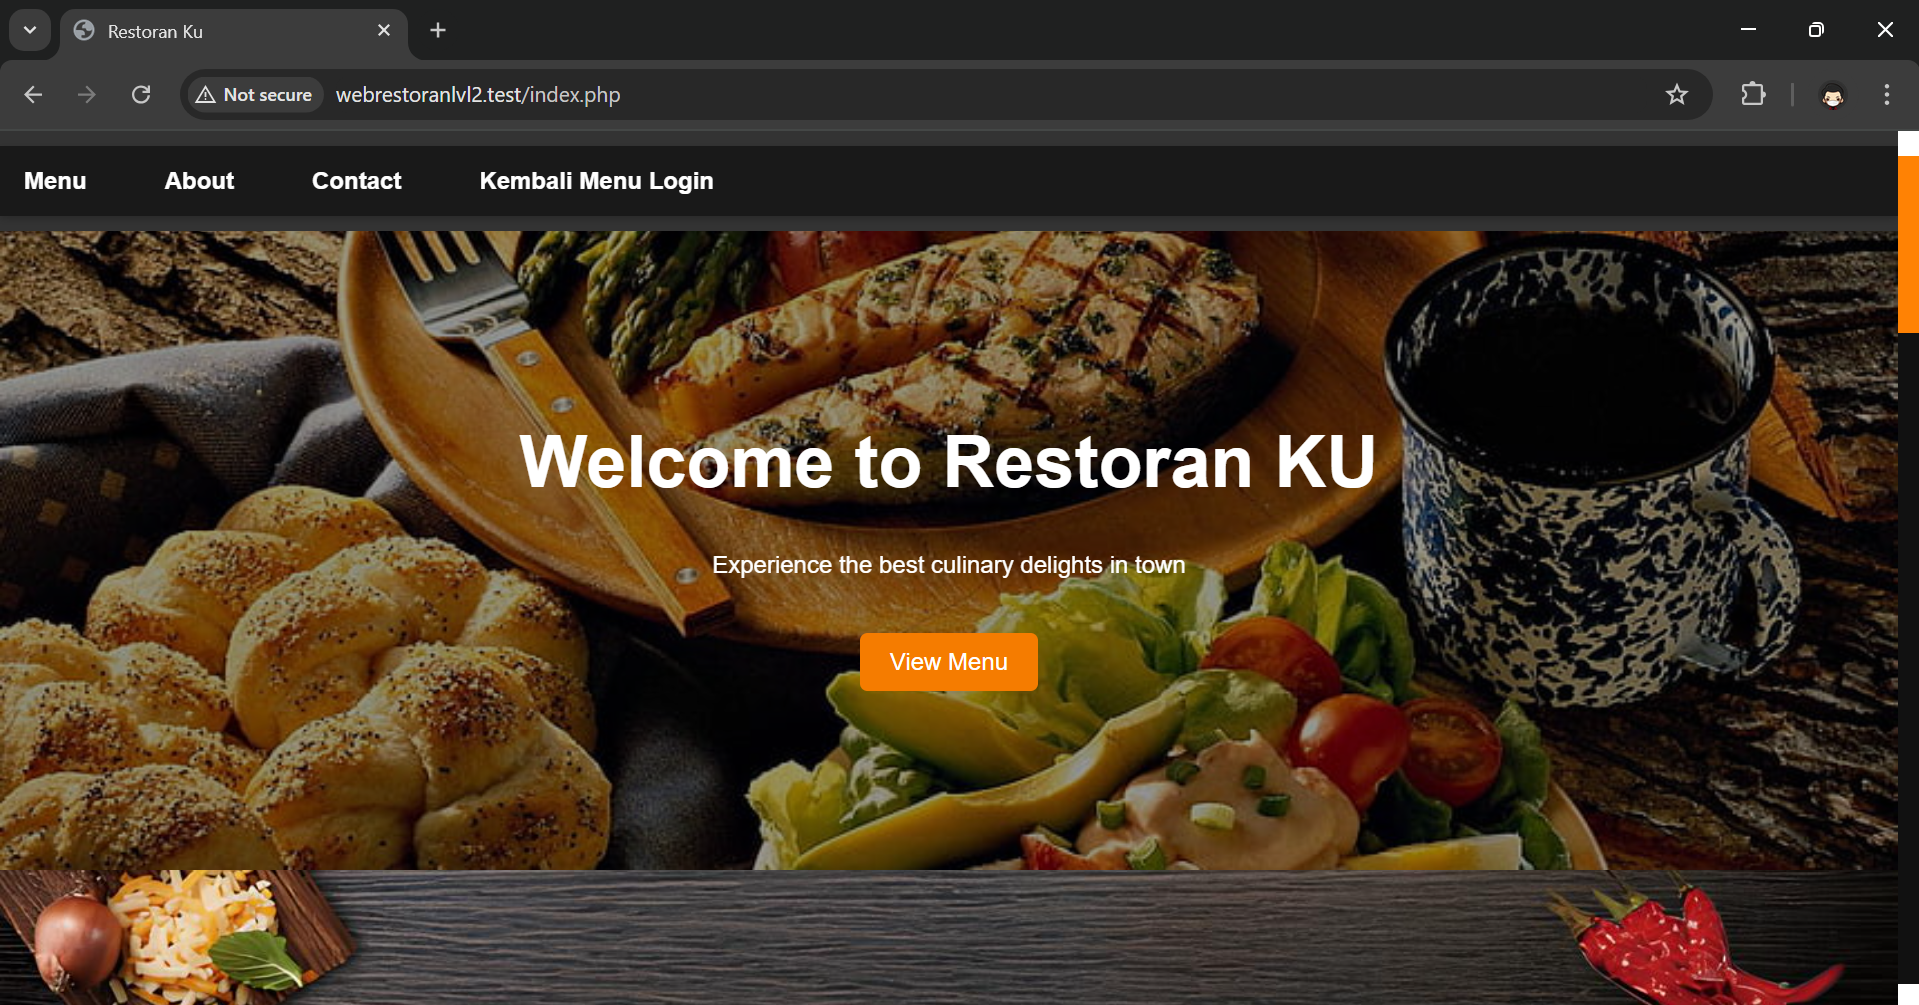 Restoran Ku
Not secure
webrestoranlvl2.test/index.php
Menu
About
Contact
Kembali Menu Login
Welcome to Restoran KU
Experience the best culinary delights in town
View Menu